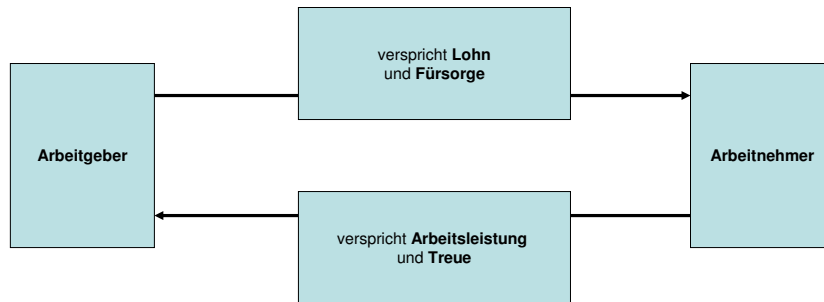 verspricht Lohn
und Fürsorge
Arbeitgeber
Arbeitnehmer
verspricht Arbeitsleistung
und Treue